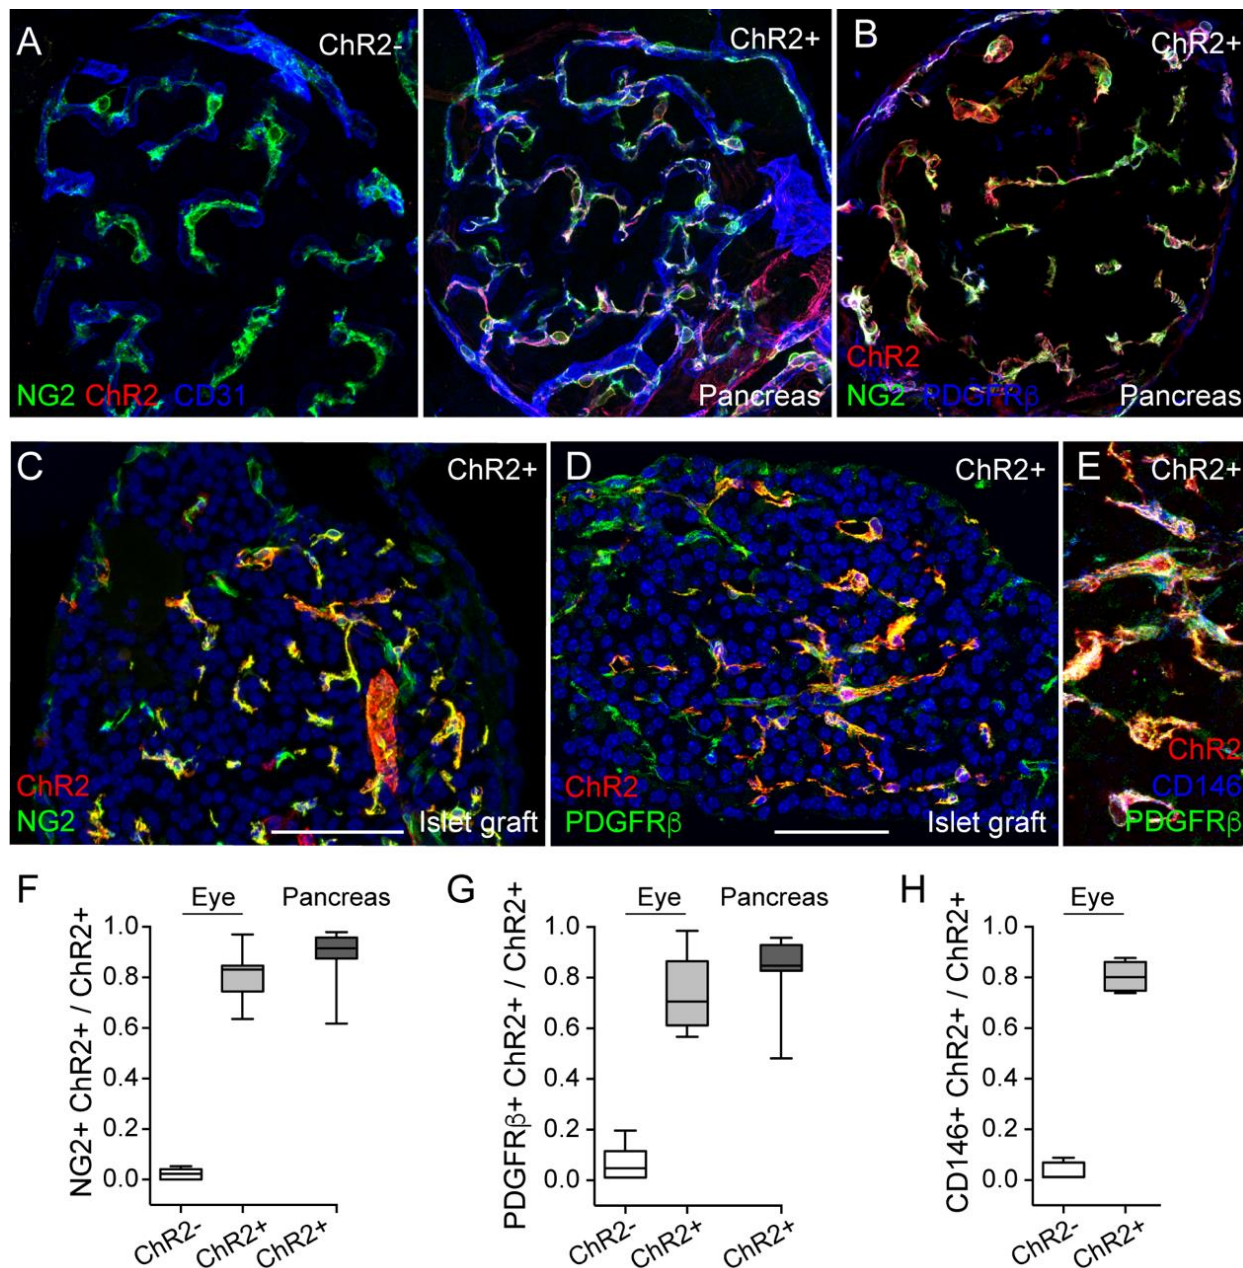 A
ChR2-
NG2 ChR2 CD31
ChR2+
Pancreas
B
ChR2+
ChR2
NG2 PDGFRβ
Pancreas
C
ChR2+
ChR2
NG2
Islet graft
D
ChR2+
ChR2
PDGFRβ
Islet graft
E
ChR2+
ChR2
CD146
PDGFRβ
F
Eye
Pancreas
NG2+ ChR2+ / ChR2+
1.0
0.8
0.6
0.4
0.2
0.0
ChR2-
ChR2+
ChR2+
G
Eye
Pancreas
PDGFRβ+ ChR2+ / ChR2+
1.0
0.8
0.6
0.4
0.2
0.0
ChR2-
ChR2+
ChR2+
H
Eye
CD146+ ChR2+ / ChR2+
1.0
0.8
0.6
0.4
0.2
0.0
ChR2-
ChR2+